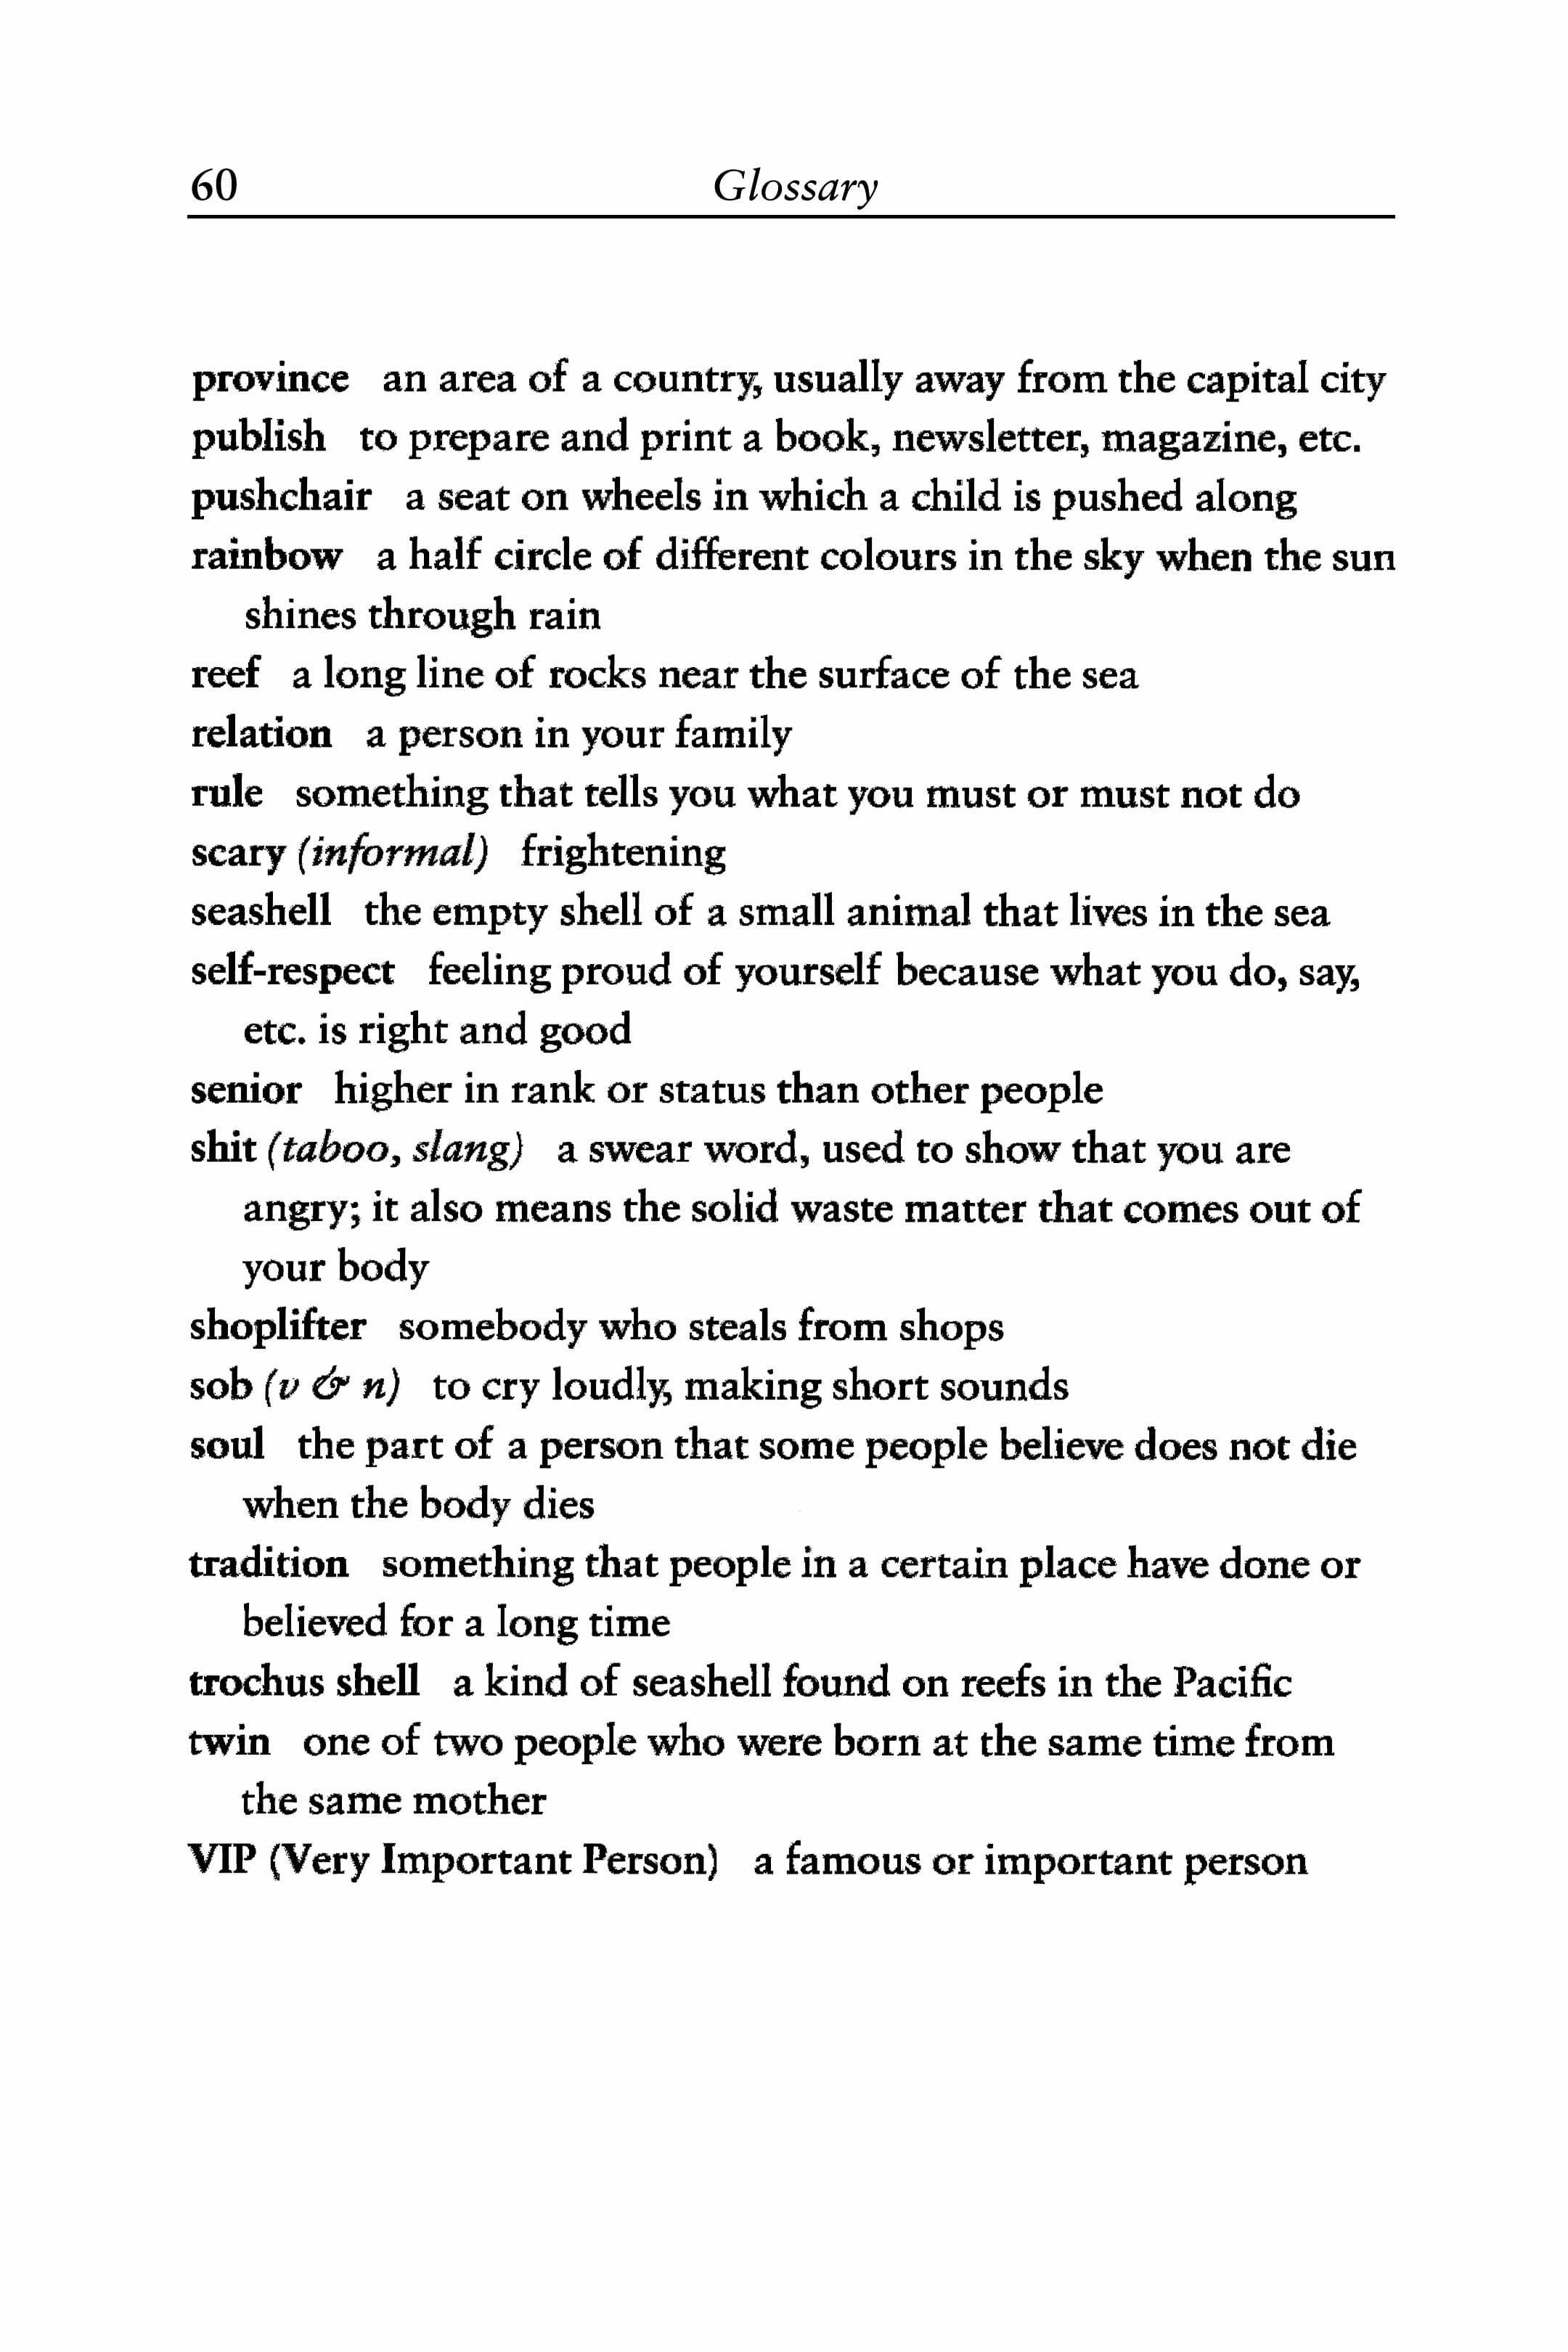 60 Glossary
province an area of a country, usually away from the capital city
publish to prepare and print a book, newsletter, magazine, etc.
pushchair a seat on wheels in which a child is pushed along
rainbow a half circle of different colours in the sky when the sun
shines through rain
reef a long line of rocks near the surface of the sea
relation a person in your family
rule something that tells you what you must or must not do
scary (informal) frightening
seashell the empty shell of a small animal that lives in the sea
self-respect feeling proud of yourself because what you do, say,
etc. is right and good
senior higher in rank or status than other people
shit (taboo, slang) a swear word, used to show that you are
angry; it also means the solid waste matter that comes out of
your body
shoplifter somebody who steals from shops
sob (v & n) to cry loudly, making short sounds
soul the part of a person that some people believe does not die
when the body dies
tradition something that people in a certain place have done or
believed for a long time
trochus shell a kind of seashell found on reefs in the Pacific
twin one of two people who were born at the same time from
the same mother
VIP (Very Important Person) a famous or important person